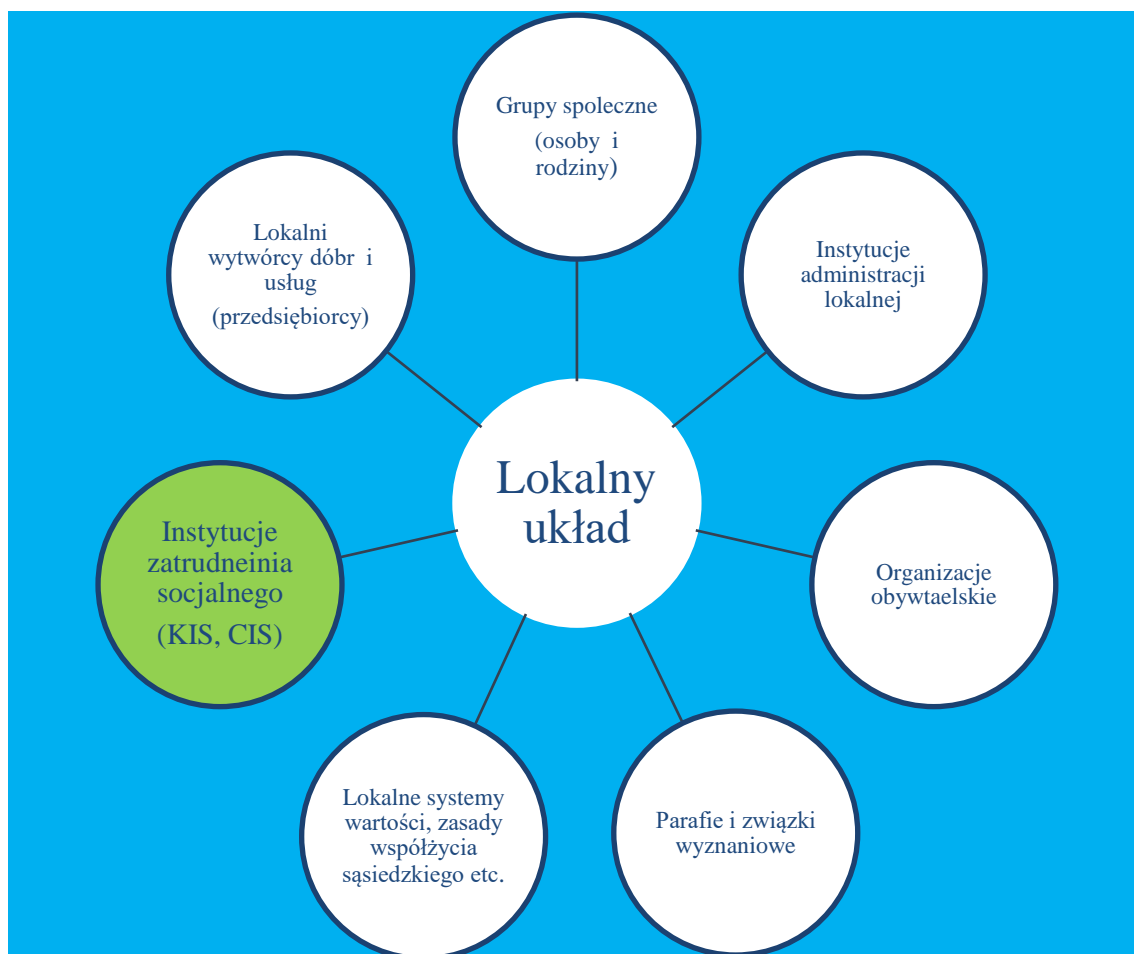 Grupy spoleczne
(osoby i
rodziny)
Instytucje
administracji
lokalnej
Organizacje
obywtaelskie
Parafie i związki
wyznaniowe
Lokalne systemy
wartości, zasady
współżycia
sąsiedzkiego etc.
Instytucje
zatrudneinia
socjalnego
(KIS, CIS)
Lokalni
wytwórcy dóbr i
usług
(przedsiębiorcy)
Lokalny
układ